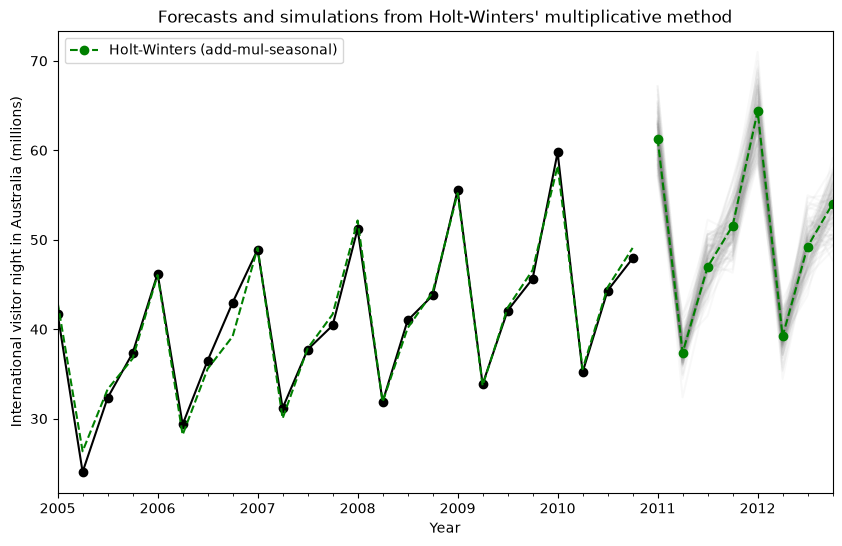 Forecasts and simulations from Holt-Winters' multiplicative method
Holt-Winters (add-mul-seasonal)
International visitor night in Australia (millions)
70
60
50
40
30
2005 2006 2007 2008 2009 2010 2011 2012
Year